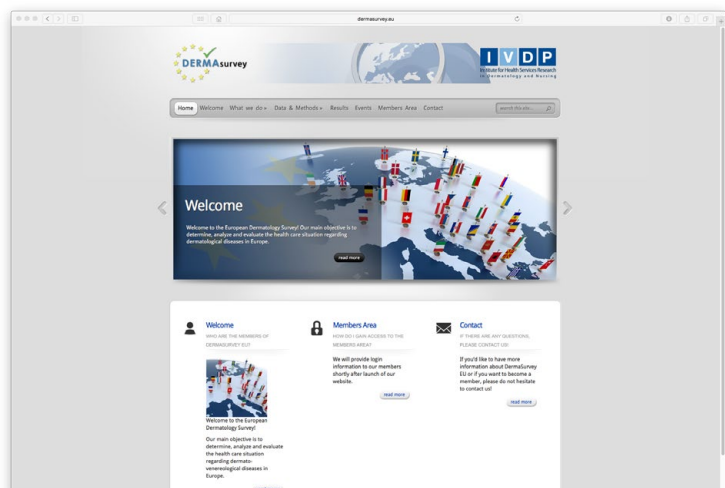 dermasurvey.eu
DERMAsurvey
IVDP
Institute for Health Services Research
in Dermatology and Nursing
Home Welcome What we do » Data & Methods » Results Events Members Area Contact
search this site...
Welcome
Welcome to the European Dermatology Survey! Our main objective is to
determine, analyze and evaluate the health care situation regarding
dermatological diseases in Europe.
read more
Welcome
WHO ARE THE MEMBERS OF
DERMASURVEY EU?
Welcome to the European
Dermatology Survey!
Our main objective is to
determine, analyze and evaluate
the health care situation
regarding dermato-
venereological diseases in
Europe.
Members Area
HOW DO I GAIN ACCESS TO THE
MEMBERS AREA?
We will provide login
information to our members
shortly after launch of our
website.
read more
Contact
IF THERE ARE ANY QUESTIONS,
PLEASE CONTACT US!
If you'd like to have more
information about DermaSurvey
EU or if you want to become a
member, please do not hesitate
to contact us!
read more